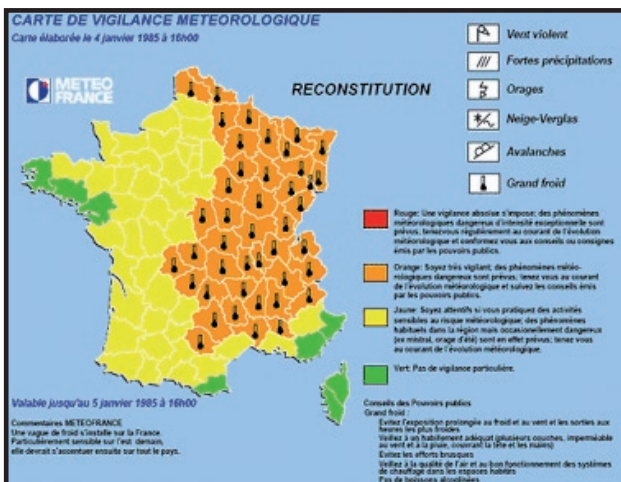 CARTE DE VIGILANCE METEOROLOGIQUE
Carte élaborée le 4 janvier 1985 à 16h00
METEO
FRANCE
RECONSTITUTION
Vent violent
Fortes précipitations
Orages
Neige-Verglas
Avalanches
Grand froid
Rouge: Une vigilance absolue s'impose; des phénomènes
météorologiques dangereux d'intensité exceptionnelle sont
prévus; tenez-vous régulièrement au courant de l'évolution
météorologique et conformez vous aux conseils ou consignes
émis par les pouvoirs publics.
Orange: Soyez très vigilant; des phénomènes météo-
rologiques dangereux sont prévus; tenez vous au courant
de l'évolution météorologique et suivez les conseils émis
par les pouvoirs publics.
Jaune: Soyez attentifs si vous pratiquez des activités
sensibles au risque météorologique; des phénomènes
habituels dans la région mais occasionellement dangereux
(ex mistral, orage d'été) sont en effet prévus; tenez vous
au courant de l'évolution météorologique.
Vert: Pas de vigilance particulière.
Valable jusqu'au 5 janvier 1985 à 16h00
Commentaires METEOFRANCE
Une vague de froid s'installe sur la France.
Particulièrement sensible sur l'est demain,
elle devrait s'accentuer ensuite sur tout le pays.
Conseils des Pouvoirs publics
Grand froid :
Evitez l'exposition prolongée au froid et au vent et les sorties aux
heures les plus froides
Veillez à un habillement adéquat (plusieurs couches, imperméable
au vent et à la pluie, couvrant la tête et les mains)
Evitez les efforts brusques
Veillez à la qualité de l'air et au bon fonctionnement des systèmes
de chauffage dans les espaces habités
Pas de boissons alcoolisées